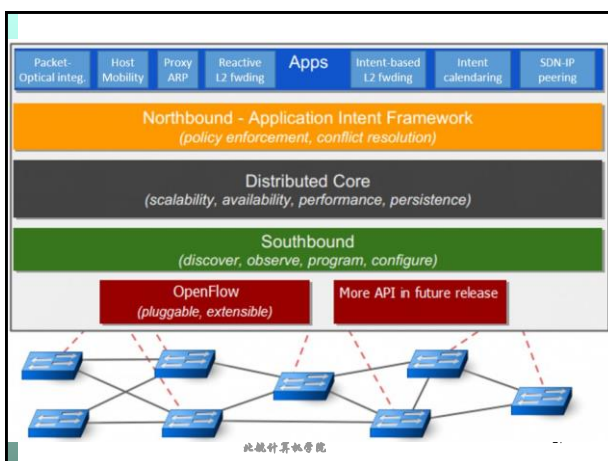 Packet-
Optical integ.
Host
Mobility
Proxy
ARP
Reactive
L2 fwding
Apps
Intent-based
L2 fwding
Intent
calendaring
SDN-IP
peering
Northbound - Application Intent Framework
(policy enforcement, conflict resolution)
Distributed Core
(scalability, availability, performance, persistence)
Southbound
(discover, observe, program, configure)
OpenFlow
(pluggable, extensible)
More API in future release
北航计算机学院